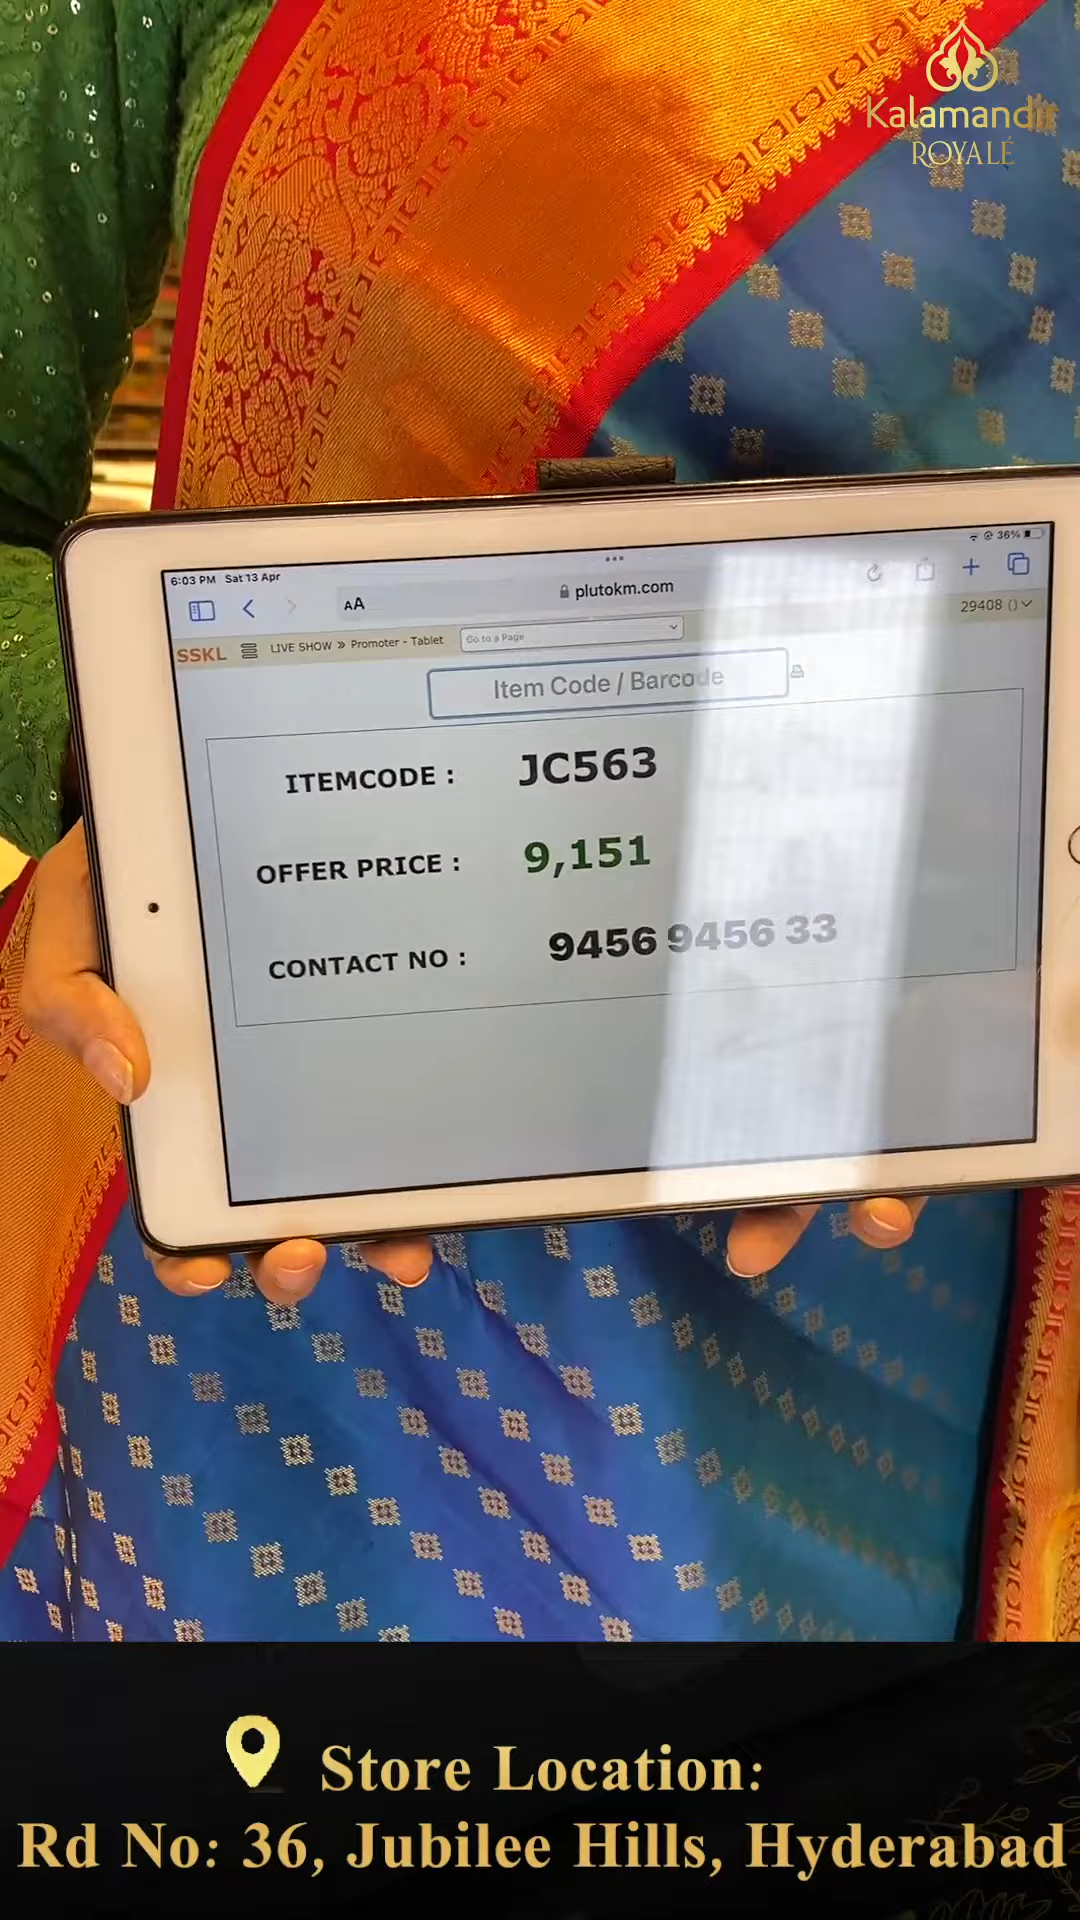 Kalamandir
ROYALÉ
6:03 PM Sat 13 Apr
36%
AA
plutokm.com
29408 ()
SSKL
LIVE SHOW » Promoter - Tablet
Go to a Page
Item Code / Barcode
ITEMCODE : JC563
OFFER PRICE : 9,151
CONTACT NO : 9456 9456 33
Store Location:
Rd No: 36, Jubilee Hills, Hyderabad